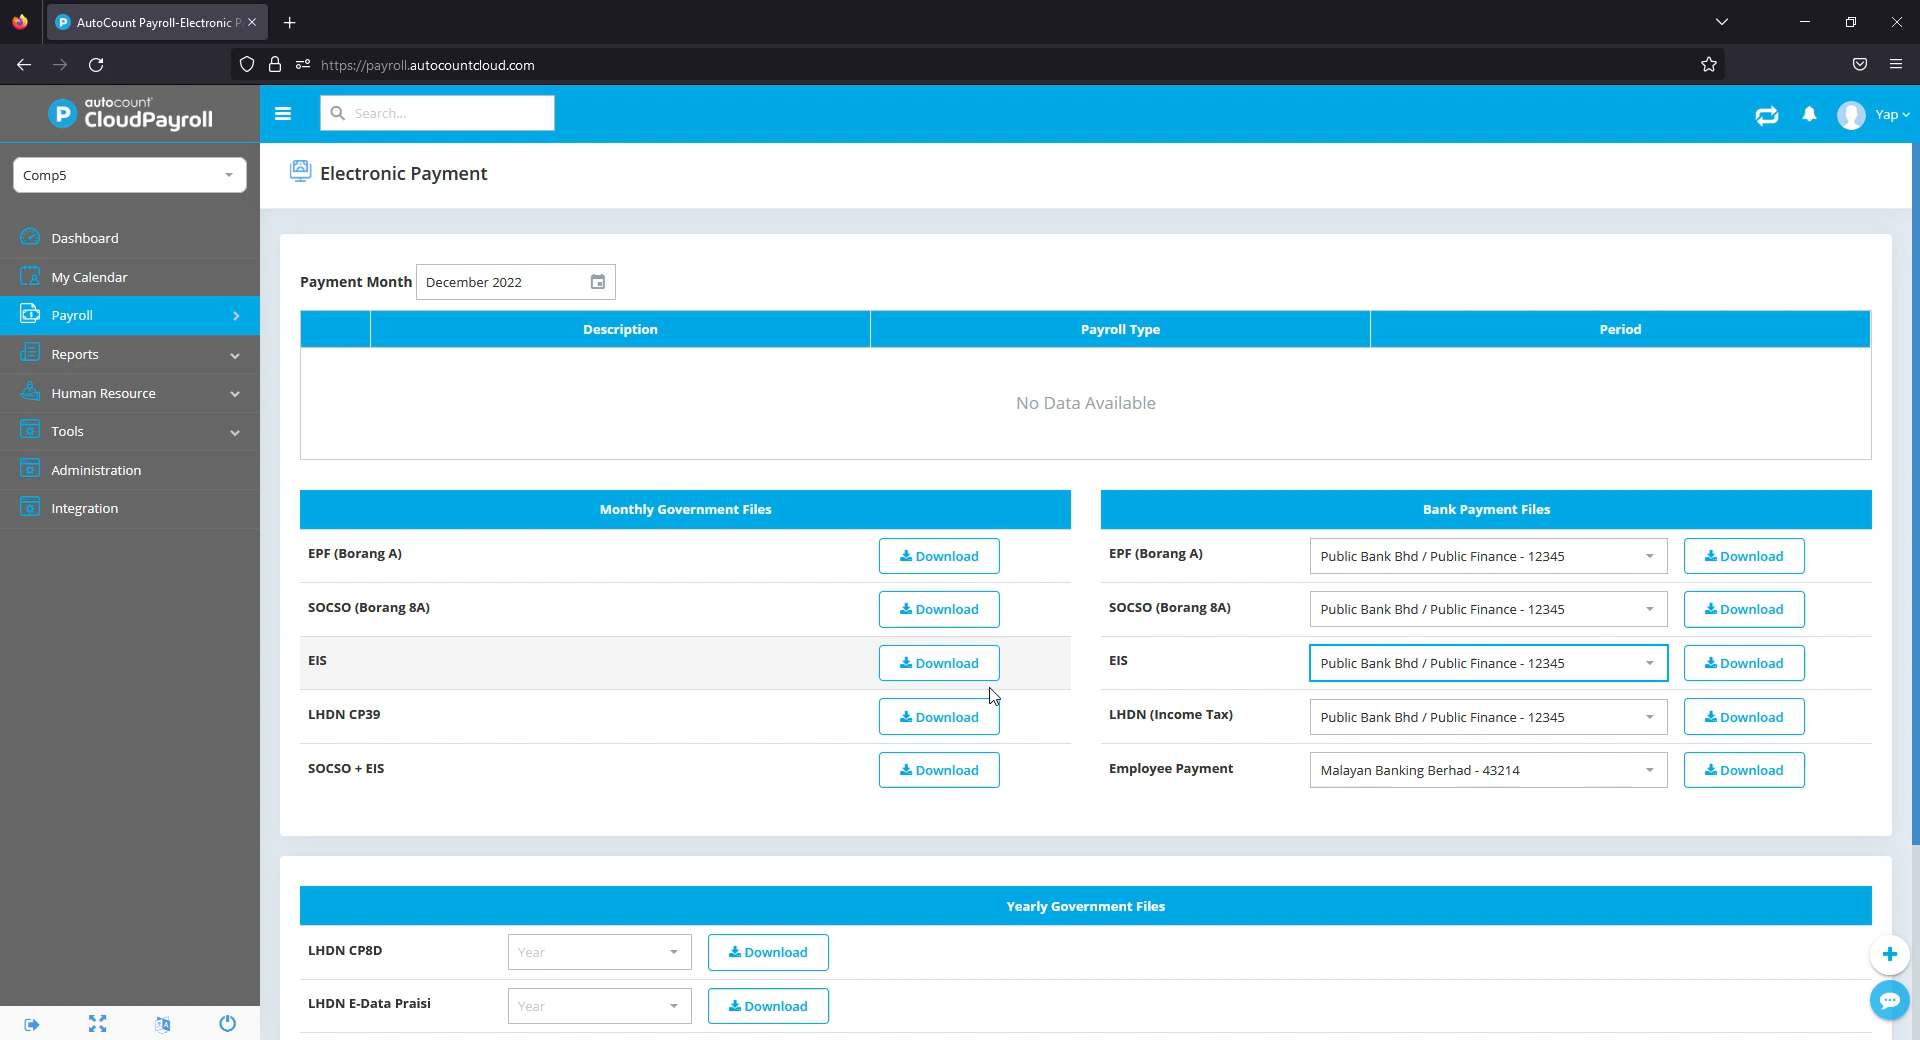 AutoCount Payroll-Electronic P
https://payroll.autocountcloud.com
P autocount
CloudPayroll
Search...
Yap
Comp5
Electronic Payment
Dashboard
My Calendar
Payroll
Reports
Human Resource
Tools
Administration
Integration
Payment Month December 2022
Description Payroll Type Period
No Data Available
Monthly Government Files
EPF (Borang A) Download
SOCSO (Borang 8A) Download
EIS Download
LHDN CP39 Download
SOCSO + EIS Download
Bank Payment Files
EPF (Borang A) Public Bank Bhd / Public Finance - 12345 Download
SOCSO (Borang 8A) Public Bank Bhd / Public Finance - 12345 Download
EIS Public Bank Bhd / Public Finance - 12345 Download
LHDN (Income Tax) Public Bank Bhd / Public Finance - 12345 Download
Employee Payment Malayan Banking Berhad - 43214 Download
Yearly Government Files
LHDN CP8D Year Download
LHDN E-Data Praisi Year Download